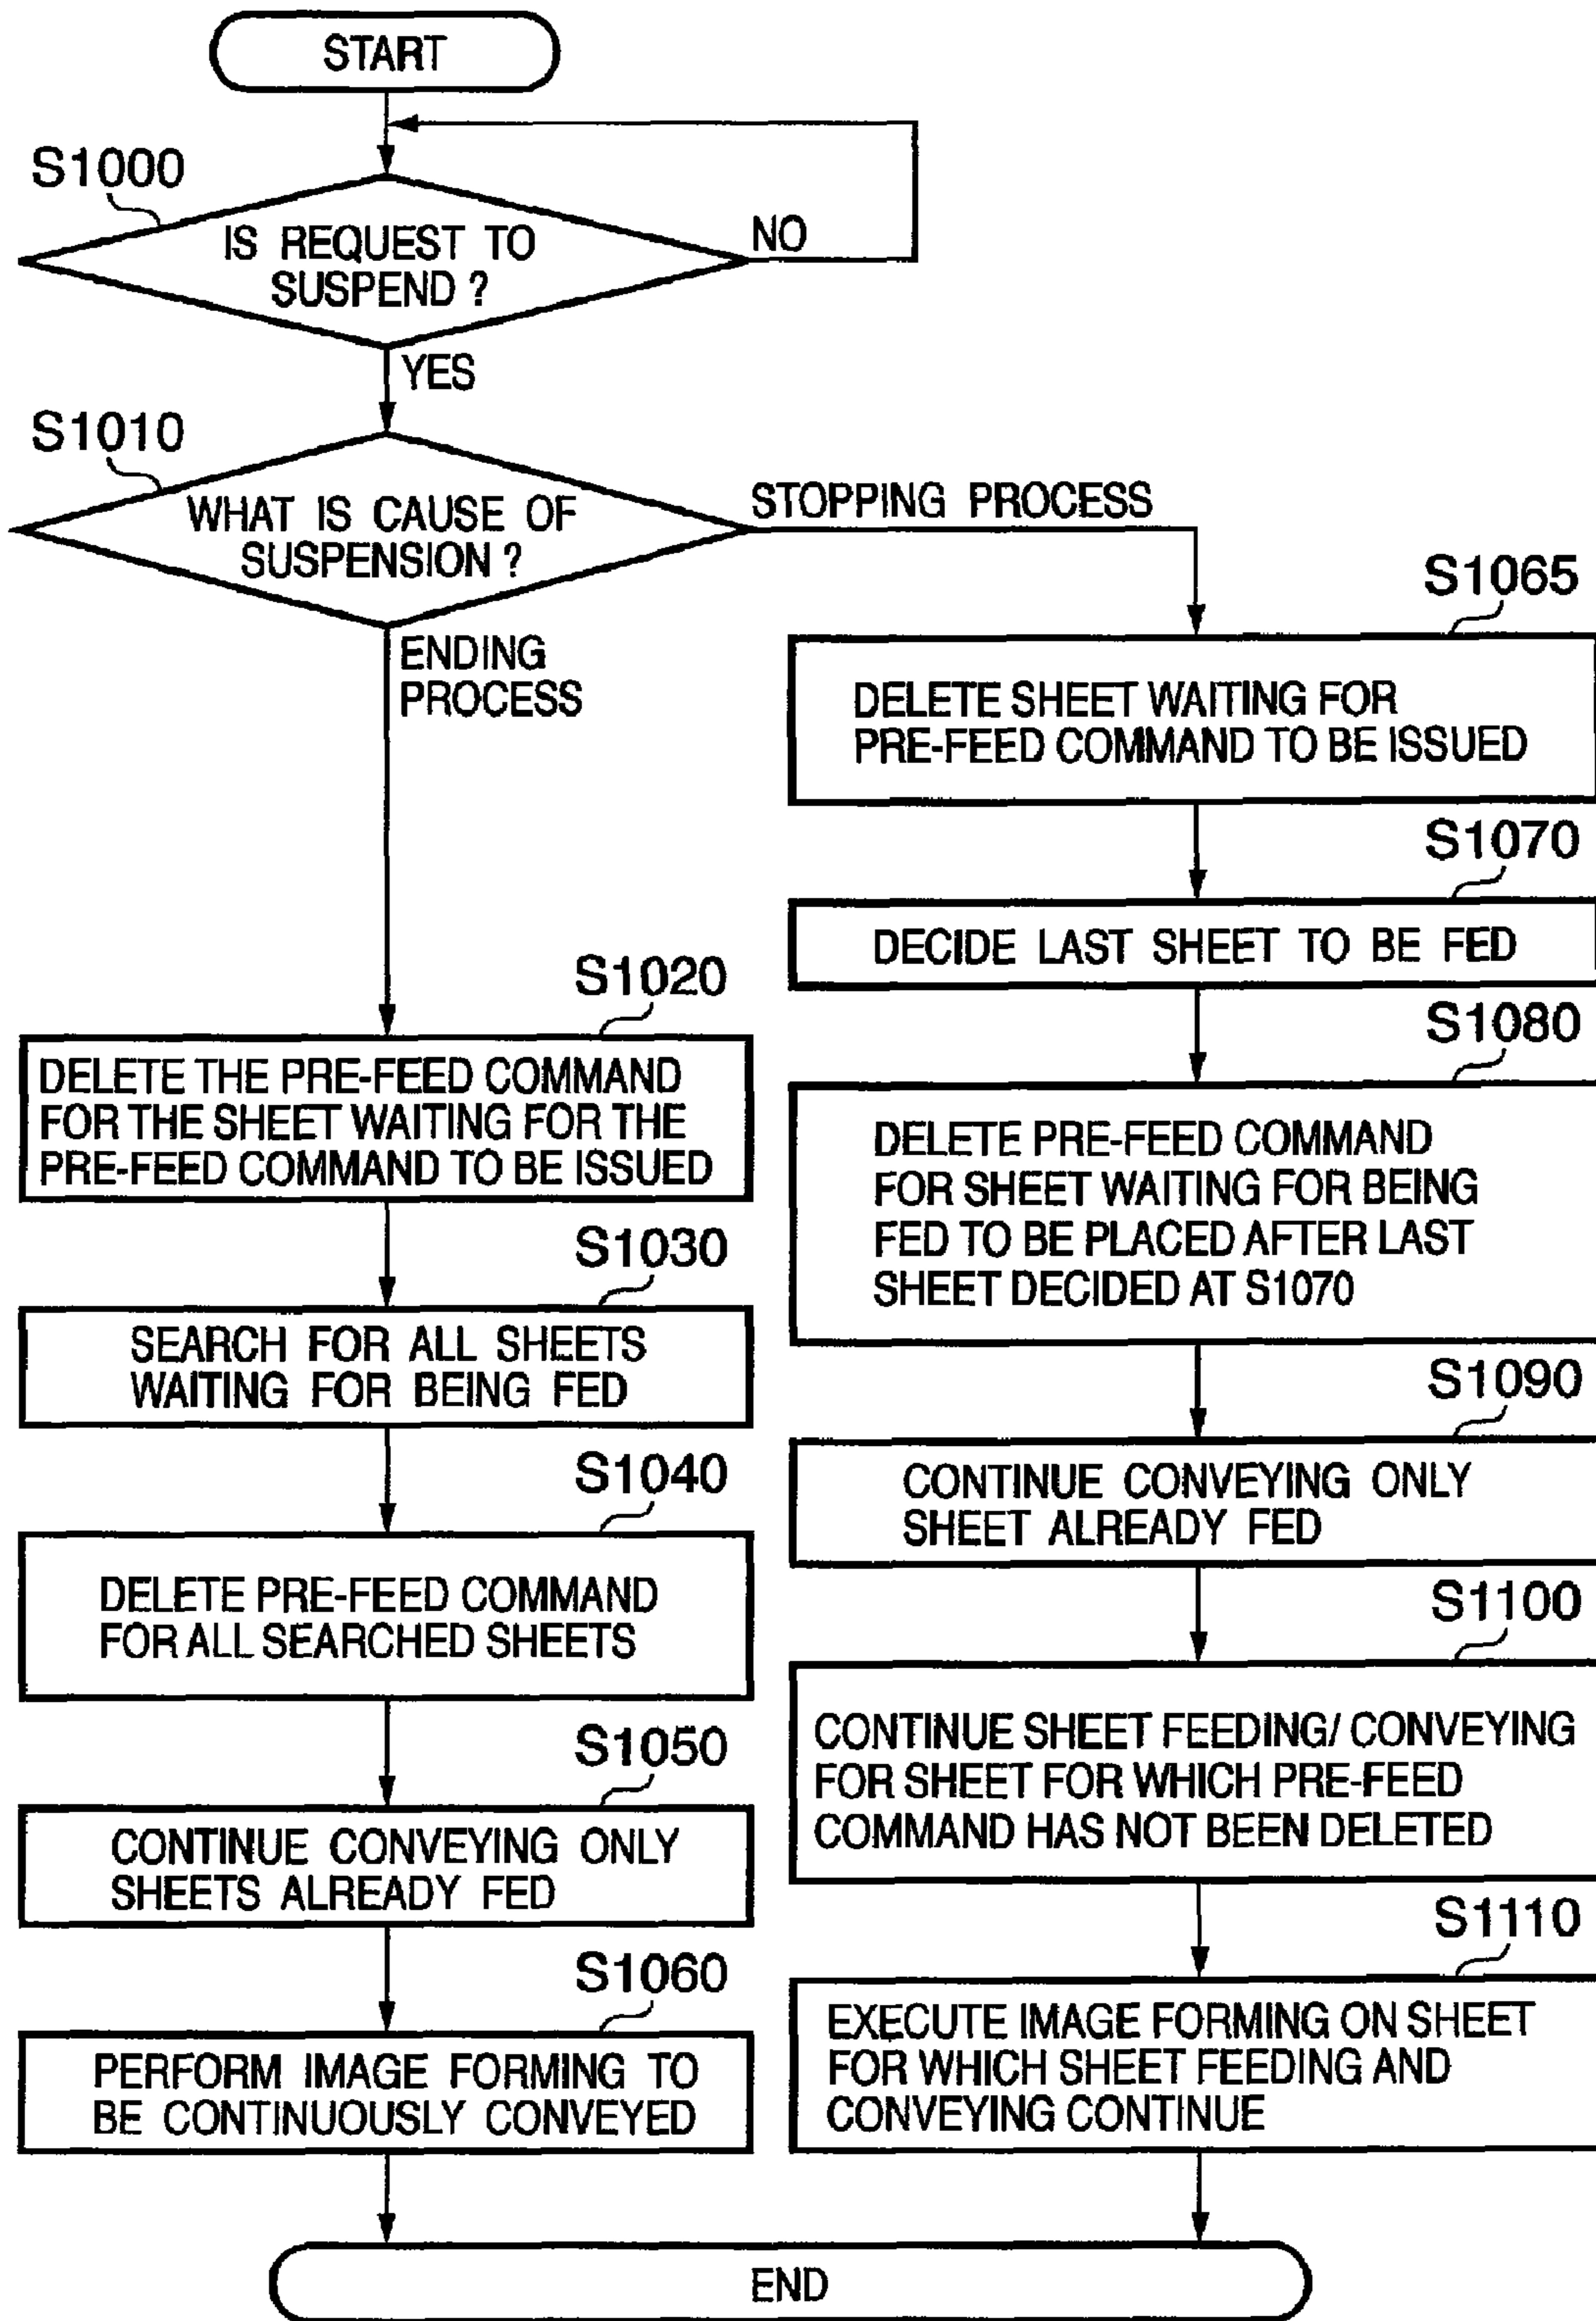 START
S1000
IS REQUEST TO
SUSPEND ?
NO
YES
S1010
WHAT IS CAUSE OF
SUSPENSION ?
STOPPING PROCESS
ENDING
PROCESS
S1020
DELETE THE PRE-FEED COMMAND
FOR THE SHEET WAITING FOR THE
PRE-FEED COMMAND TO BE ISSUED
S1030
SEARCH FOR ALL SHEETS
WAITING FOR BEING FED
S1040
DELETE PRE-FEED COMMAND
FOR ALL SEARCHED SHEETS
S1050
CONTINUE CONVEYING ONLY
SHEETS ALREADY FED
S1060
PERFORM IMAGE FORMING TO
BE CONTINUOUSLY CONVEYED
S1065
DELETE SHEET WAITING FOR
PRE-FEED COMMAND TO BE ISSUED
S1070
DECIDE LAST SHEET TO BE FED
S1080
DELETE PRE-FEED COMMAND
FOR SHEET WAITING FOR BEING
FED TO BE PLACED AFTER LAST
SHEET DECIDED AT S1070
S1090
CONTINUE CONVEYING ONLY
SHEET ALREADY FED
S1100
CONTINUE SHEET FEEDING/ CONVEYING
FOR SHEET FOR WHICH PRE-FEED
COMMAND HAS NOT BEEN DELETED
S1110
EXECUTE IMAGE FORMING ON SHEET
FOR WHICH SHEET FEEDING AND
CONVEYING CONTINUE
END